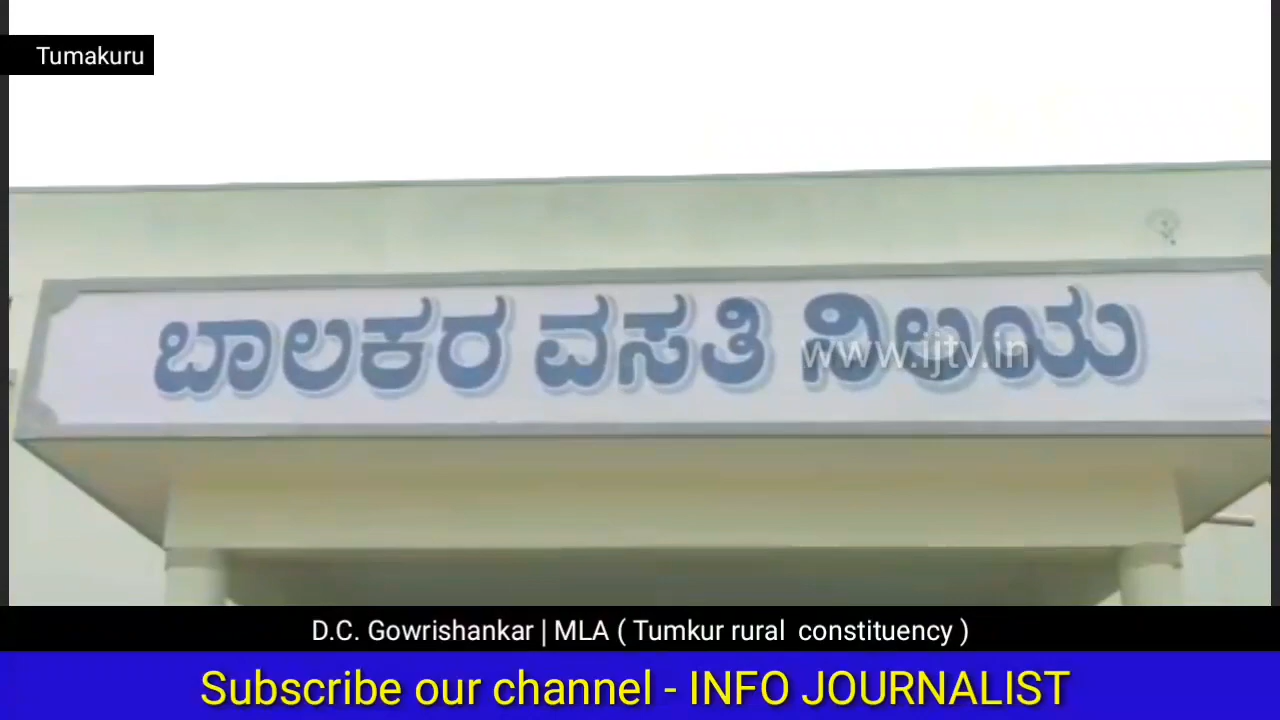 Tumakuru
ಬಾಲಕರ ವಸತಿ ನಿಲಯ
www.ijtv.in
D.C. Gowrishankar | MLA ( Tumkur rural constituency )
Subscribe our channel - INFO JOURNALIST